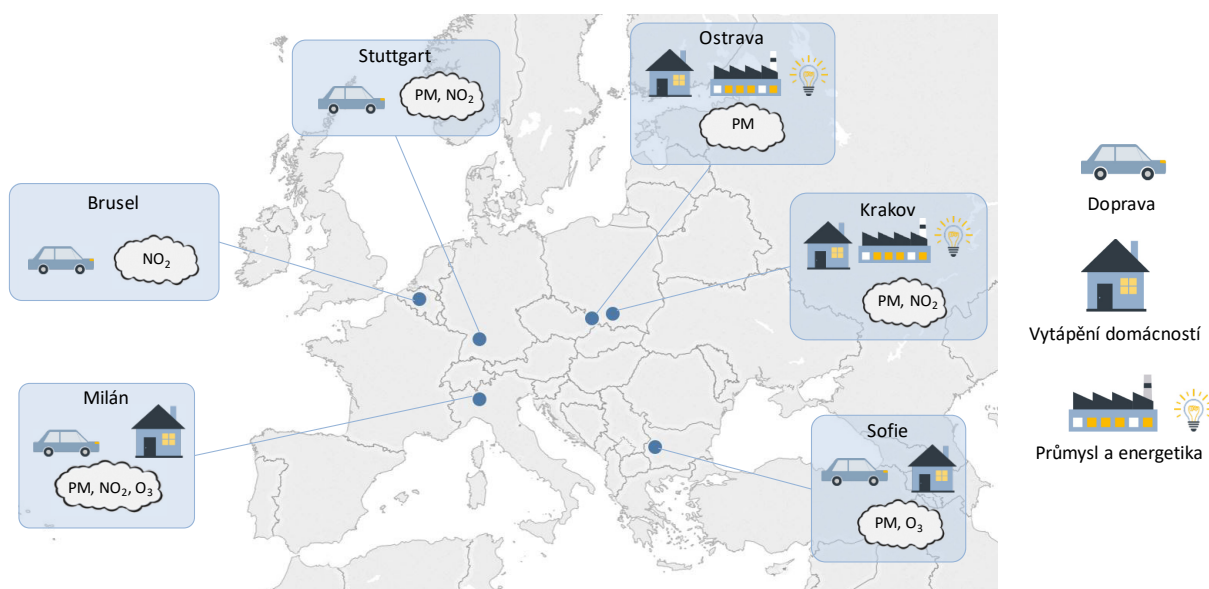 Stuttgart
PM, NO₂
Ostrava
PM
Brusel
NO₂
Krakov
PM, NO₂
Milán
PM, NO₂, O₃
Sofie
PM, O₃
Doprava
Vytápění domácností
Průmysl a energetika